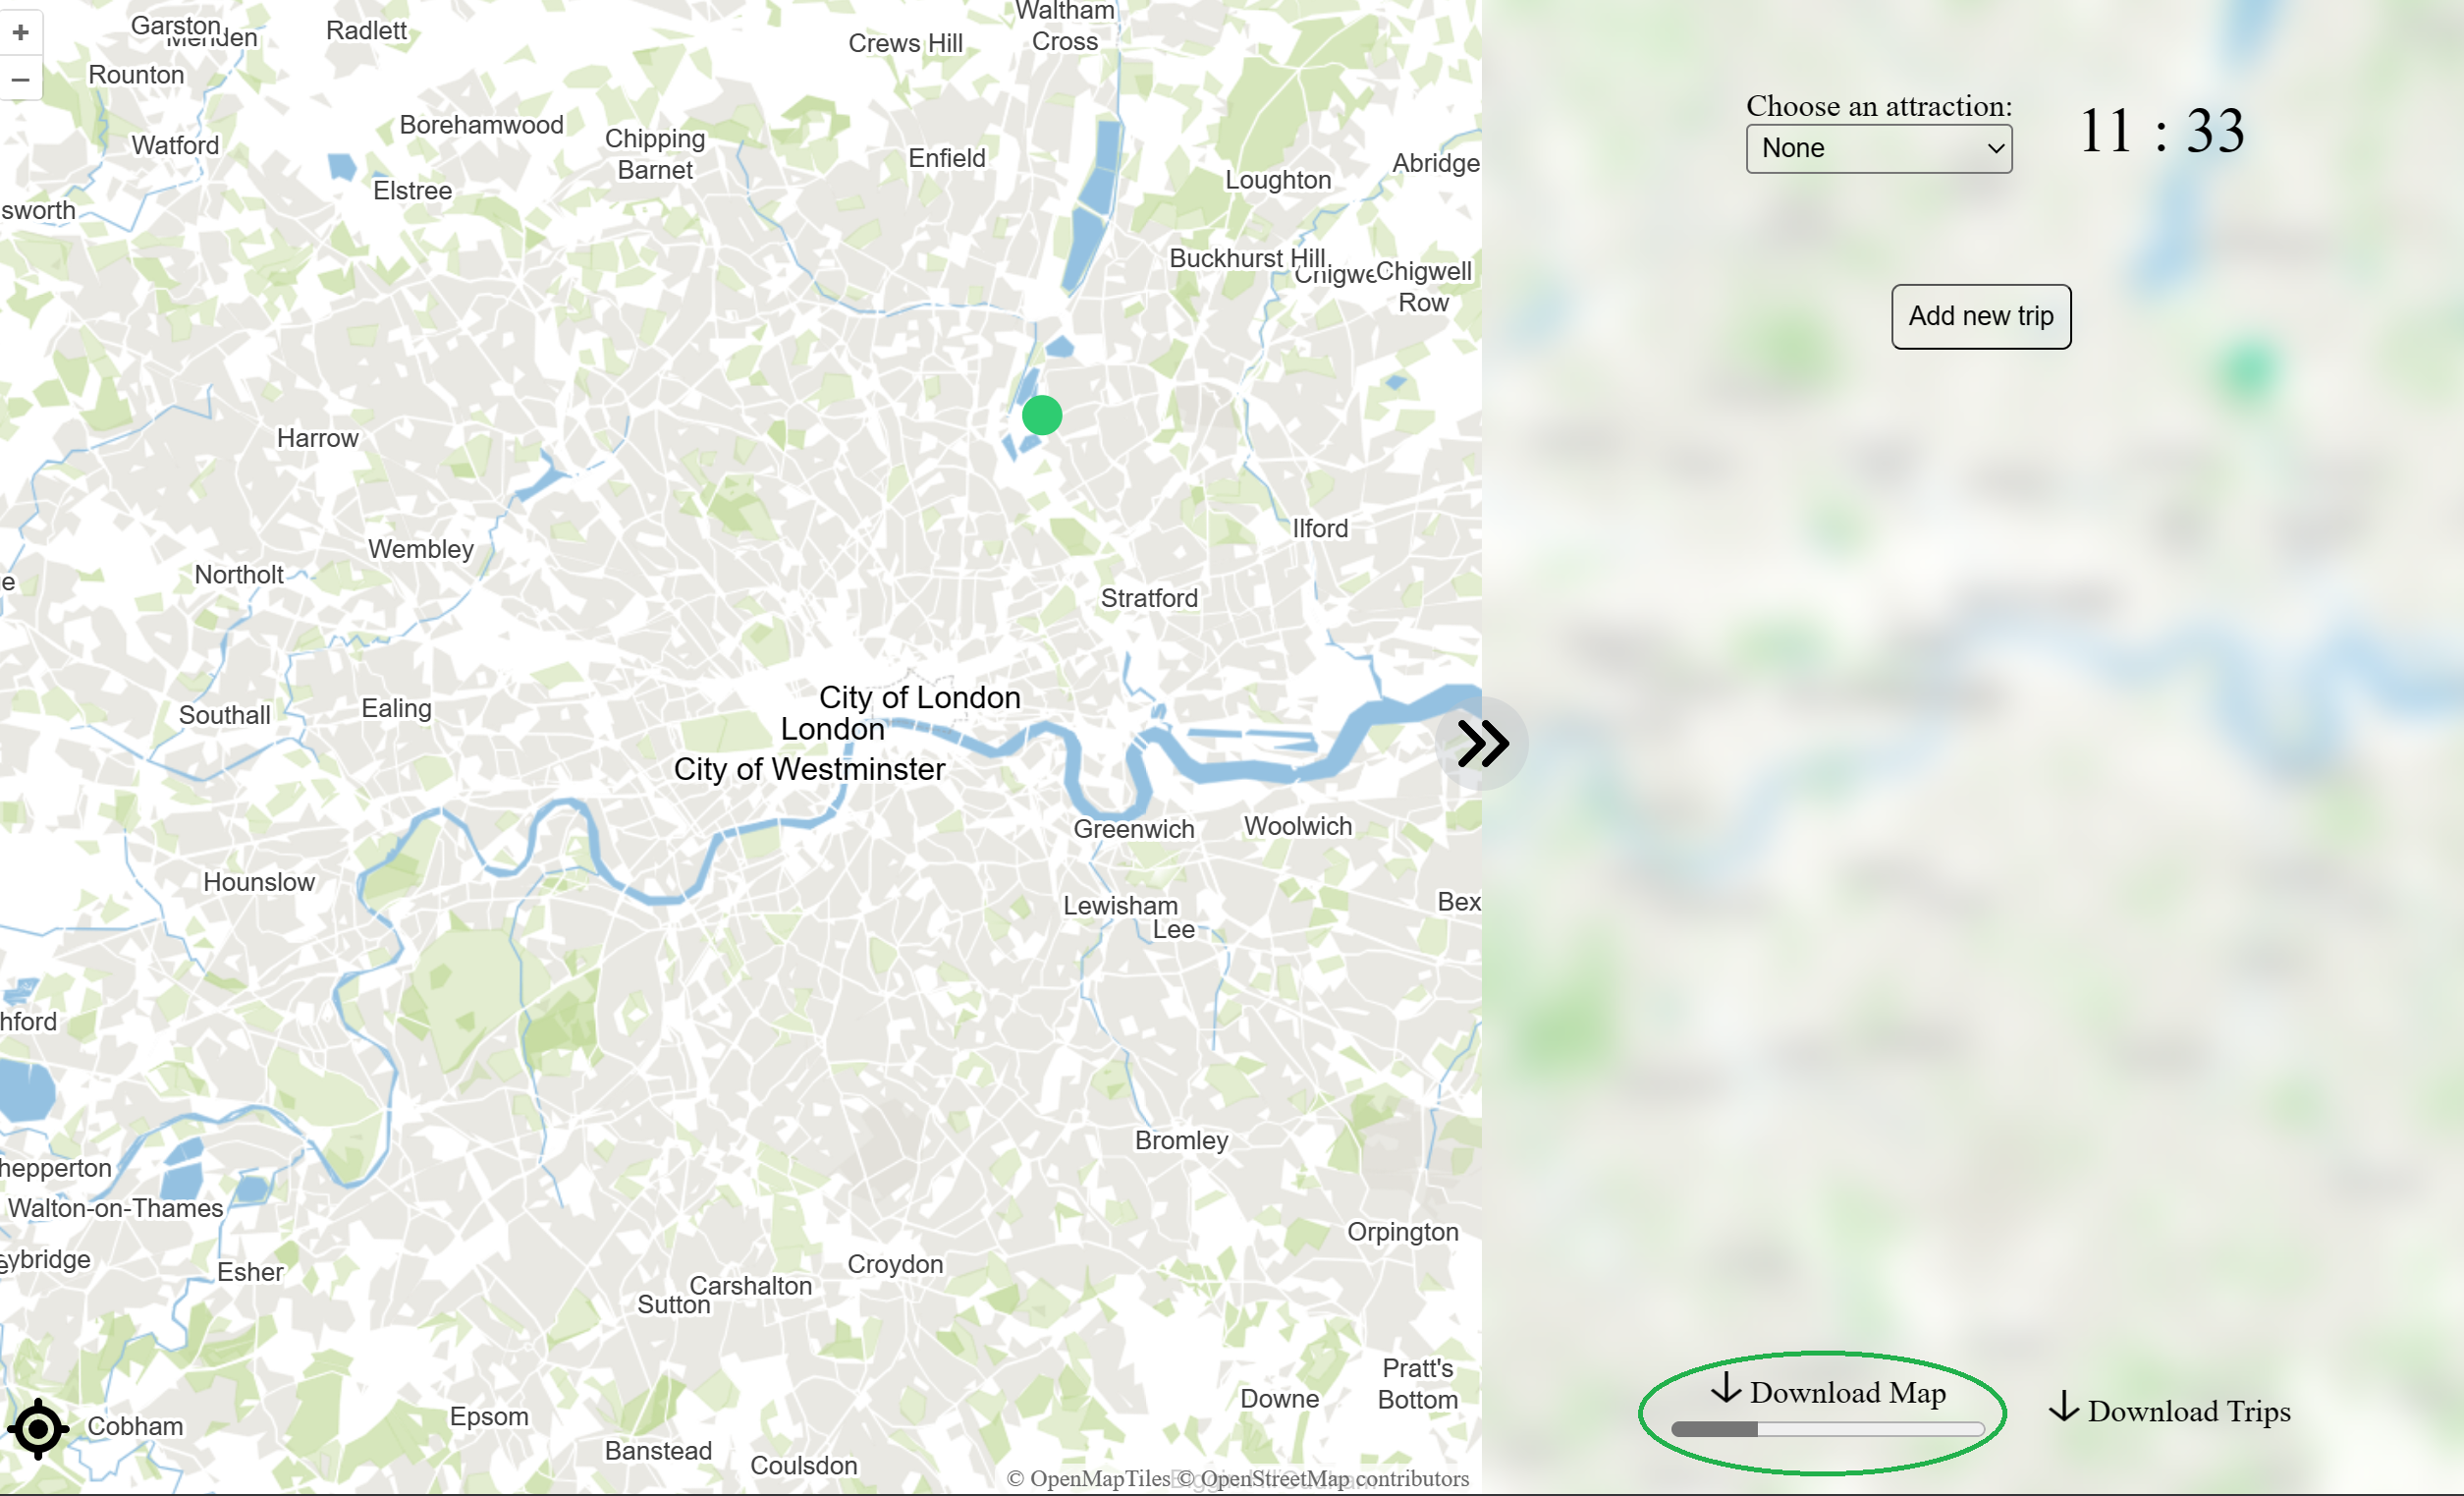 +
−
Garston
Radlett
Crews Hill
Waltham
Cross
Rounton
Borehamwood
Chipping
Barnet
Watford
Enfield
Abridge
Elstree
Loughton
sworth
Buckhurst Hill
Chigwell
Row
Harrow
Ilford
Wembley
Northolt
e
Stratford
City of London
Southall
Ealing
London
City of Westminster
Greenwich
Woolwich
Hounslow
Lewisham
Bex
Lee
hford
Bromley
hepperton
Walton-on-Thames
Orpington
eybridge
Esher
Croydon
Carshalton
Sutton
Pratt's
Bottom
Downe
Epsom
Cobham
Banstead
Coulsdon
© OpenMapTiles © OpenStreetMap contributors
Choose an attraction:
None
11 : 33
Add new trip
Download Map
Download Trips